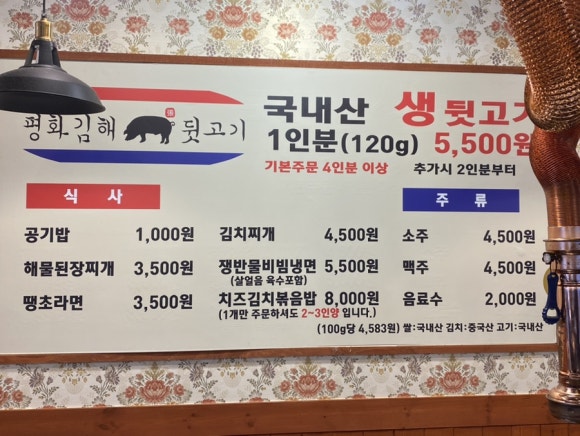 평화김해 뒷고기
국내산 생 뒷고기
1인분(120g) 5,500원
기본주문 4인분 이상 추가시 2인분부터
식사
주류
공기밥 1,000원
해물된장찌개 3,500원
땡초라면 3,500원
김치찌개 4,500원
쟁반물비빔냉면 5,500원
(살얼음 육수포함)
치즈김치볶음밥 8,000원
(1개만 주문하셔도 2~3인양 입니다.)
소주 4,500원
맥주 4,500원
음료수 2,000원
(100g당 4,583원) 쌀:국내산 김치:중국산 고기:국내산